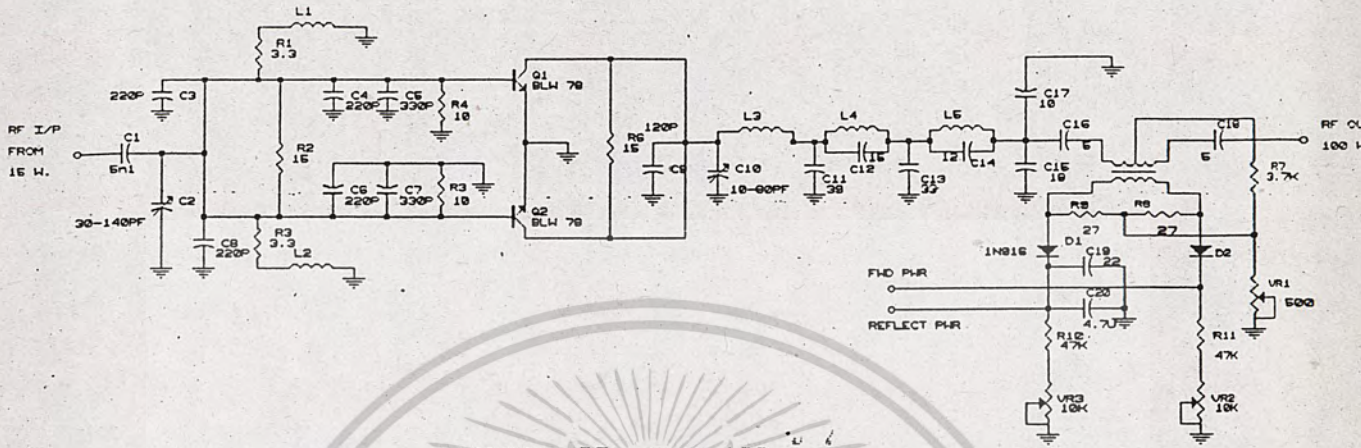 L1
R1
3.3
220P
C3
C4
220P
C5
330P
R4
10
Q1
BLW 78
RF I/P
FROM
15 W.
C1
5n1
R2
15
C2
30-140PF
C6
220P
C7
330P
R3
10
Q2
BLW 78
C8
220P
R3
3.3
L2
R6
15
120P
C9
C10
10-80PF
L3
L4
C11
39
15
C12
C13
33
L5
12
C14
C17
10
C15
18
C16
5
C18
5
RF OU
100 W
R7
3.7K
R9
27
R8
27
1N916
D1
D2
C19
22
FWD PWR
C20
4.7U
REFLECT PWR
VR1
500
R10
47K
R11
47K
VR3
10K
VR2
10K